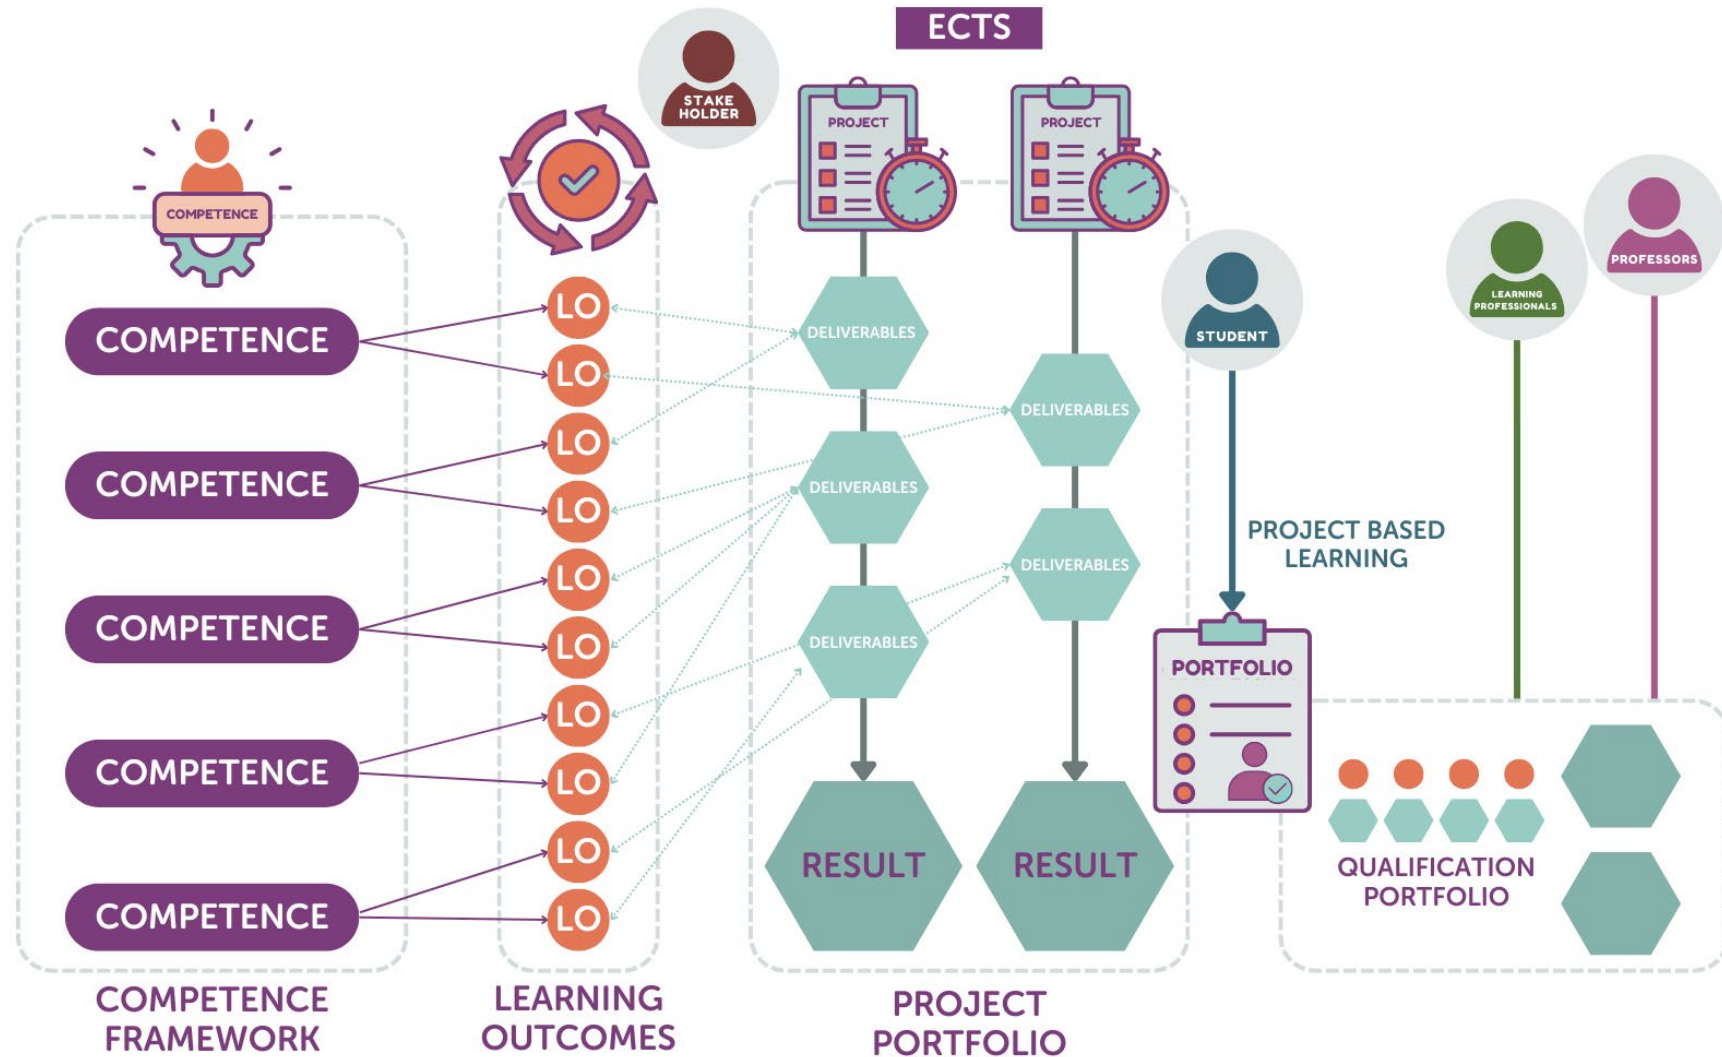 ECTS
STAKE
HOLDER
PROJECT
PROJECT
COMPETENCE
PROFESSORS
LEARNING
PROFESSIONALS
STUDENT
COMPETENCE
COMPETENCE
COMPETENCE
COMPETENCE
COMPETENCE
LO
LO
LO
LO
LO
LO
LO
LO
LO
LO
DELIVERABLES
DELIVERABLES
DELIVERABLES
DELIVERABLES
DELIVERABLES
RESULT
RESULT
PROJECT BASED
LEARNING
PORTFOLIO
QUALIFICATION
PORTFOLIO
COMPETENCE
FRAMEWORK
LEARNING
OUTCOMES
PROJECT
PORTFOLIO